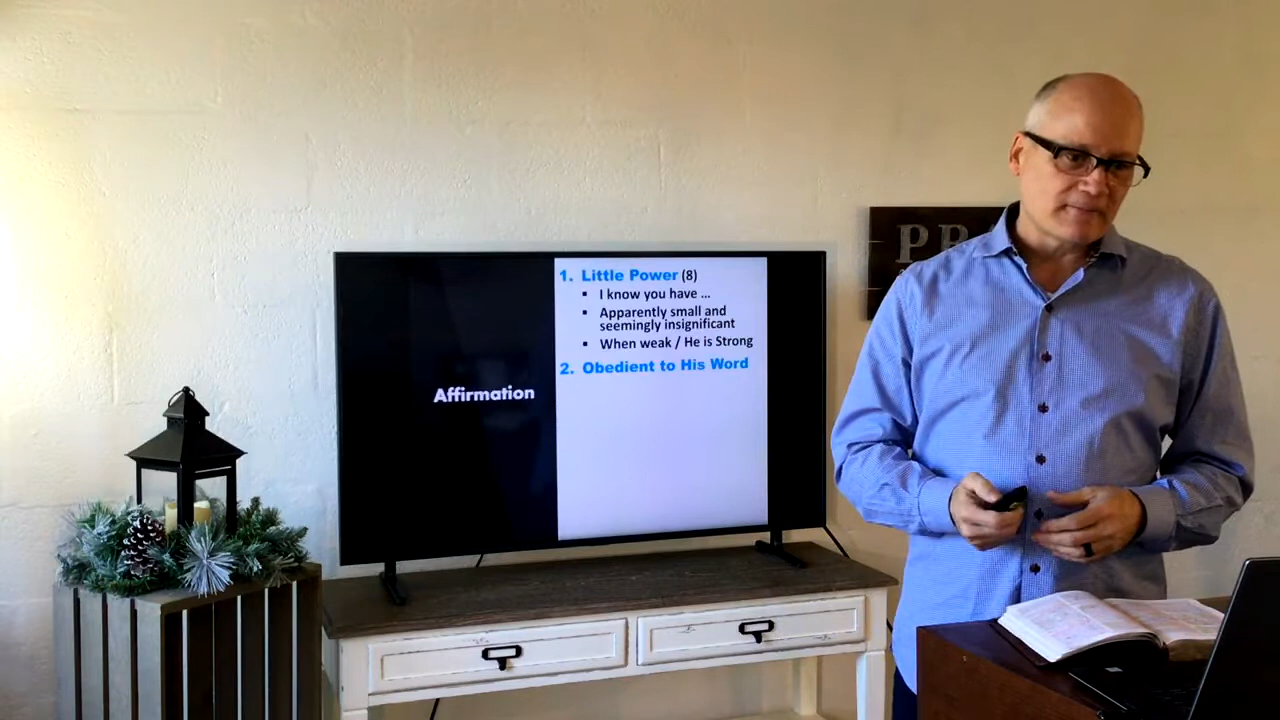 Affirmation
1. Little Power (8)
▪ I know you have ...
▪ Apparently small and
seemingly insignificant
▪ When weak / He is Strong
2. Obedient to His Word